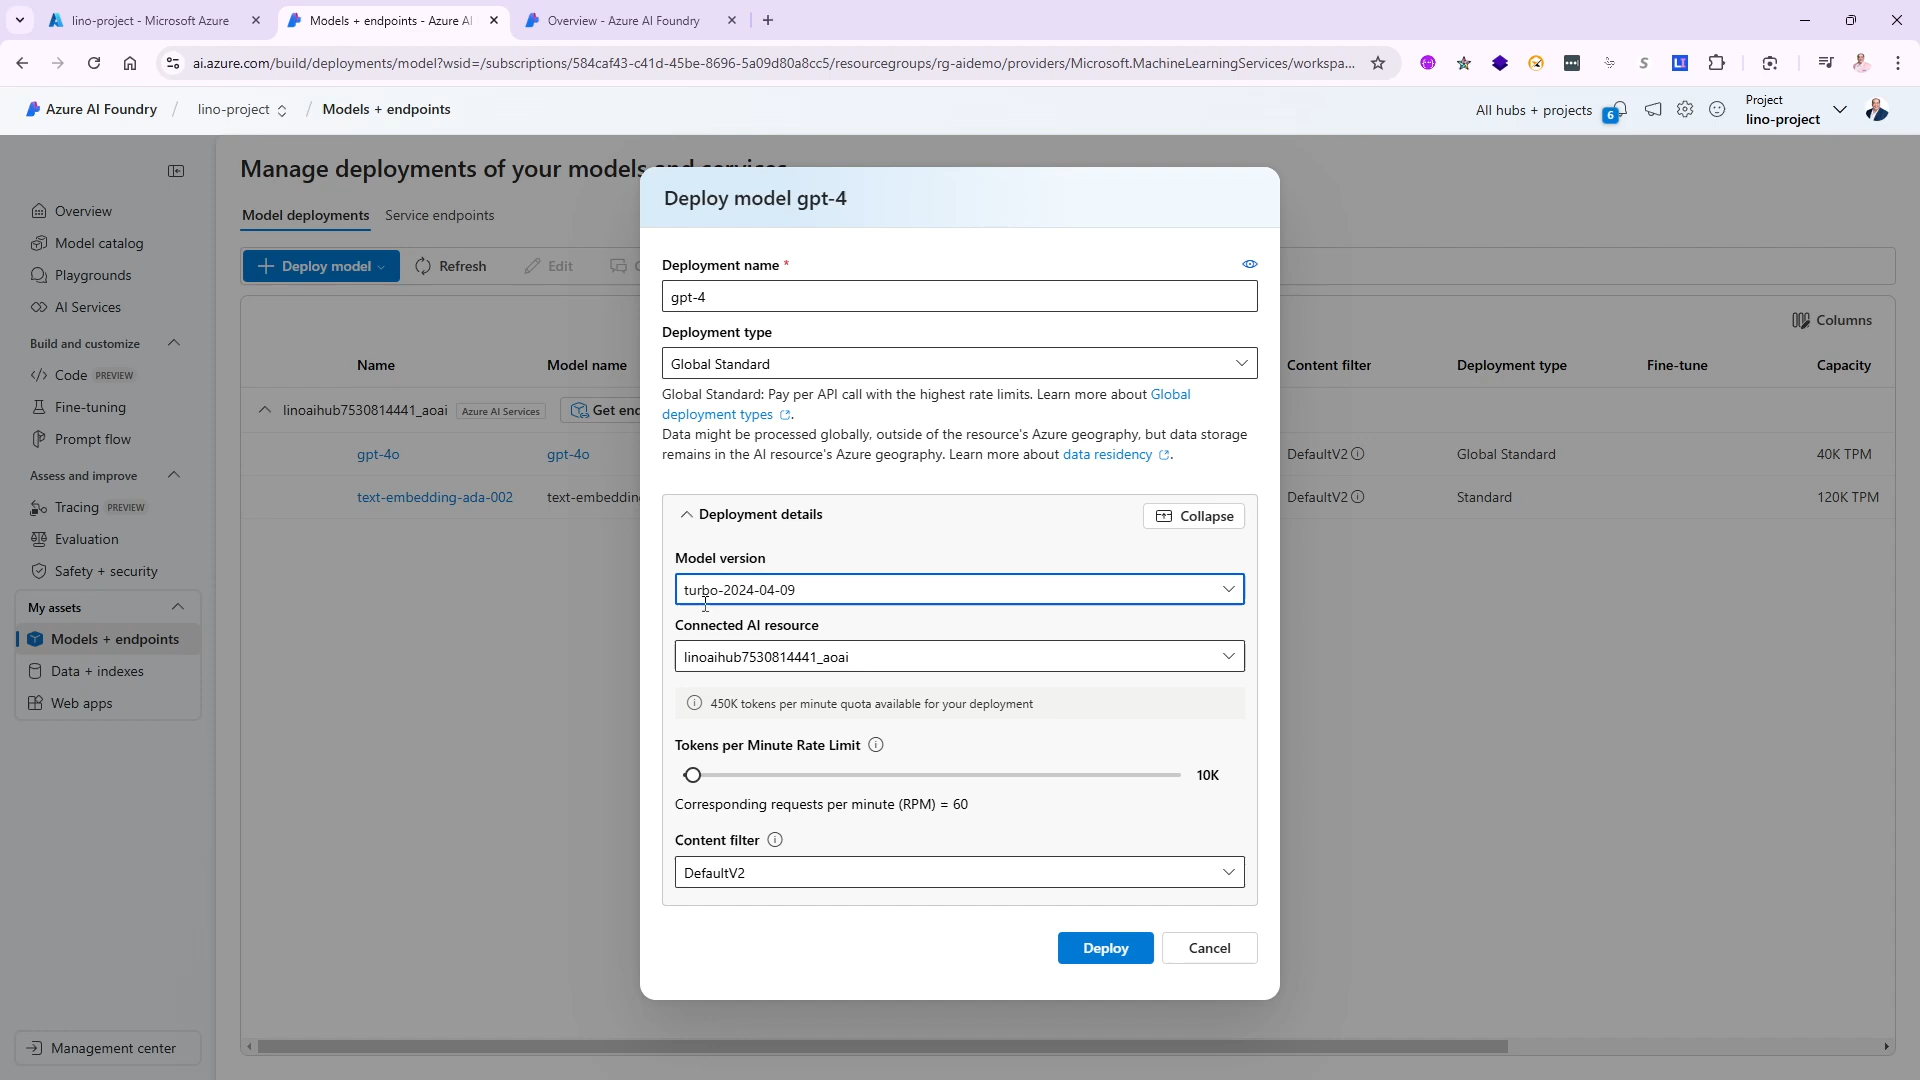 lino-project - Microsoft Azure
Models + endpoints - Azure AI
Overview - Azure AI Foundry
ai.azure.com/build/deployments/model?wsid=/subscriptions/584caf43-c41d-45be-8696-5a09d80a8cc5/resourcegroups/rg-aidemo/providers/Microsoft.MachineLearningServices/workspa...
Azure AI Foundry / lino-project / Models + endpoints
All hubs + projects
6
Project
lino-project
Overview
Model catalog
Playgrounds
AI Services
Build and customize
Code PREVIEW
Fine-tuning
Prompt flow
Assess and improve
Tracing PREVIEW
Evaluation
Safety + security
My assets
Models + endpoints
Data + indexes
Web apps
Management center
Manage deployments of your models and services
Model deployments Service endpoints
Deploy model Refresh Edit
Columns
Name Model name Content filter Deployment type Fine-tune Capacity
linoaihub7530814441_aoai Azure AI Services Get en
gpt-4o gpt-4o DefaultV2 Global Standard 40K TPM
text-embedding-ada-002 text-embeddin DefaultV2 Standard 120K TPM
Deploy model gpt-4
Deployment name *
gpt-4
Deployment type
Global Standard
Global Standard: Pay per API call with the highest rate limits. Learn more about Global
deployment types .
Data might be processed globally, outside of the resource's Azure geography, but data storage
remains in the AI resource's Azure geography. Learn more about data residency .
Deployment details Collapse
Model version
turbo-2024-04-09
Connected AI resource
linoaihub7530814441_aoai
450K tokens per minute quota available for your deployment
Tokens per Minute Rate Limit
10K
Corresponding requests per minute (RPM) = 60
Content filter
DefaultV2
Deploy Cancel